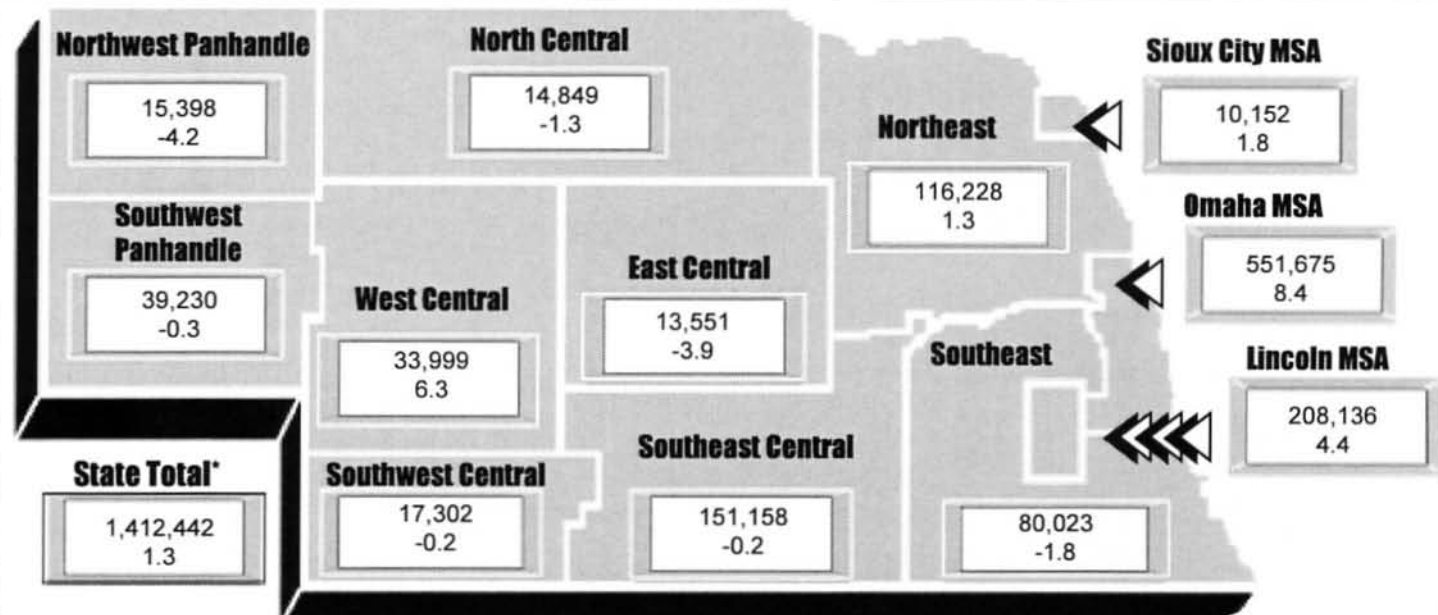 Northwest Panhandle
15,398
-4.2
North Central
14,849
-1.3
Sioux City MSA
10,152
1.8
Northeast
116,228
1.3
Southwest
Panhandle
39,230
-0.3
Omaha MSA
551,675
8.4
West Central
33,999
6.3
East Central
13,551
-3.9
Southeast
80,023
-1.8
Lincoln MSA
208,136
4.4
State Total*
1,412,442
1.3
Southwest Central
17,302
-0.2
Southeast Central
151,158
-0.2